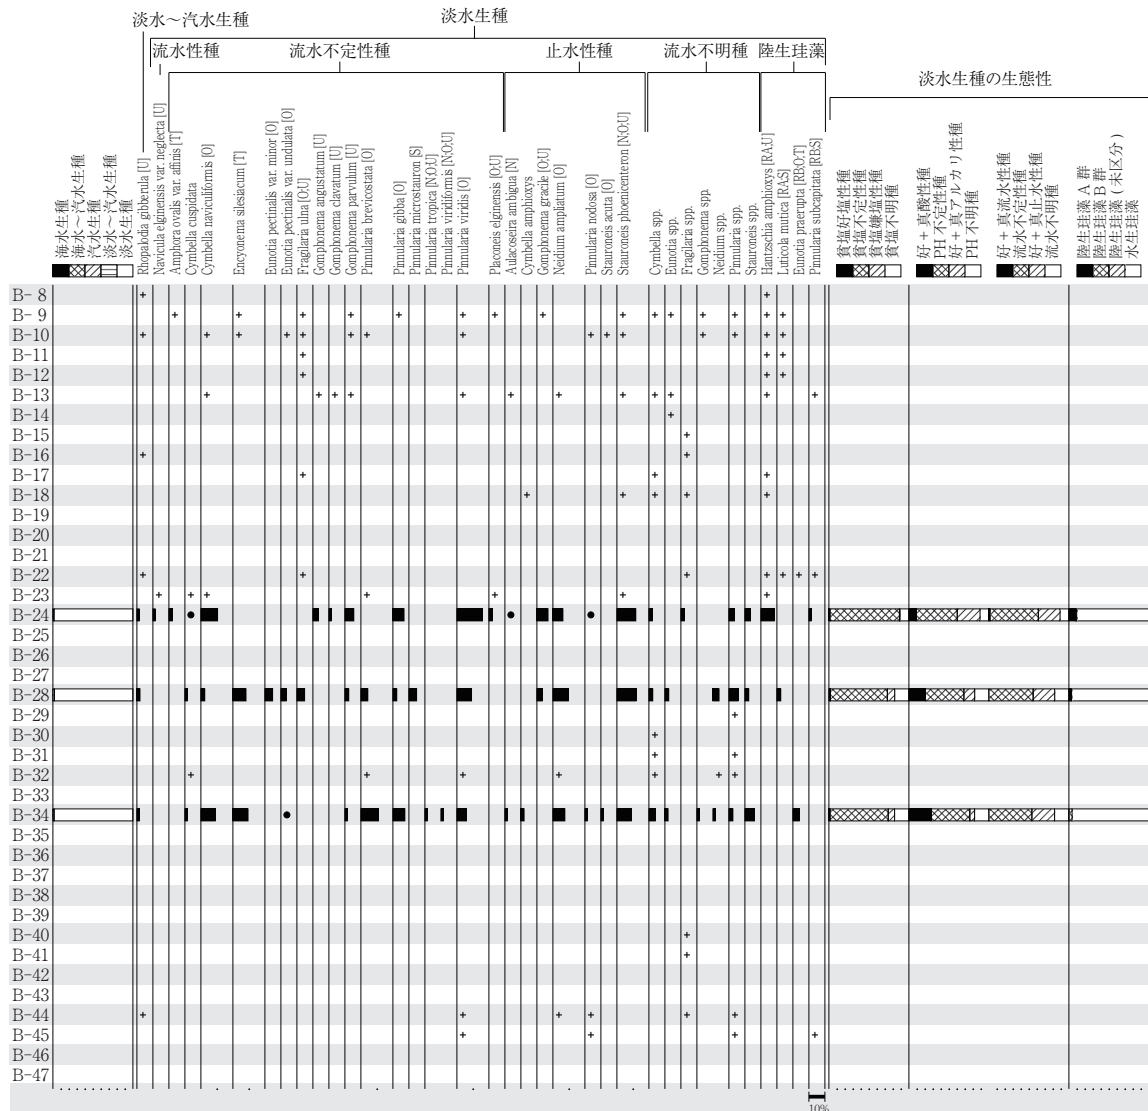 淡水～汽水生種
淡水生種
流水性種
流水不定性種
止水性種
流水不明種
陸生珪藻
淡水生種の生態性
海水生種
海水～汽水生種
汽水生種
淡水～汽水生種
淡水生種
Rhopalodia gibberula [U]
Navicula elginensis var. neglecta [U]
Amphora ovalis var. affinis [T]
Cymbella cuspidata
Cymbella naviculiformis [O]
Encyonema silesiacum [T]
Eunotia pectinalis var. minor [O]
Eunotia pectinalis var. undulata [O]
Fragilaria ulna [O;U]
Gomphonema angustatum [U]
Gomphonema clavatum [U]
Gomphonema parvulum [U]
Pinnularia brevicostata [O]
Pinnularia gibba [O]
Pinnularia microstauron [S]
Pinnularia tropica [N;O;U]
Pinnularia viridiformis [N;O;U]
Pinnularia viridis [O]
Placoneis elginensis [O;U]
Aulacoseira ambigua [N]
Cymbella amphioxys
Gomphonema gracile [O;U]
Neidium ampliatum [O]
Pinnularia nodosa [O]
Stauroneis acuta [O]
Stauroneis phoenicenteron [N;O;U]
Cymbella spp.
Eunotia spp.
Fragilaria spp.
Gomphonema spp.
Neidium spp.
Pinnularia spp.
Stauroneis spp.
Hantzschia amphioxys [RA;U]
Luticola mutica [RA;S]
Eunotia praerupta [RB;O;T]
Pinnularia subcapitata [RB;S]
貧塩好塩性種
貧塩不定性種
貧塩嫌塩性種
貧塩不明種
好＋真酸性種
PH 不定性種
好＋真アルカリ性種
PH 不明種
好＋真流水性種
流水不定性種
好＋真止水性種
流水不明種
陸生珪藻 A 群
陸生珪藻 B 群
陸生珪藻 ( 未区分 )
水生珪藻
B- 8
B- 9
B-10
B-11
B-12
B-13
B-14
B-15
B-16
B-17
B-18
B-19
B-20
B-21
B-22
B-23
B-24
B-25
B-26
B-27
B-28
B-29
B-30
B-31
B-32
B-33
B-34
B-35
B-36
B-37
B-38
B-39
B-40
B-41
B-42
B-43
B-44
B-45
B-46
B-47
10%